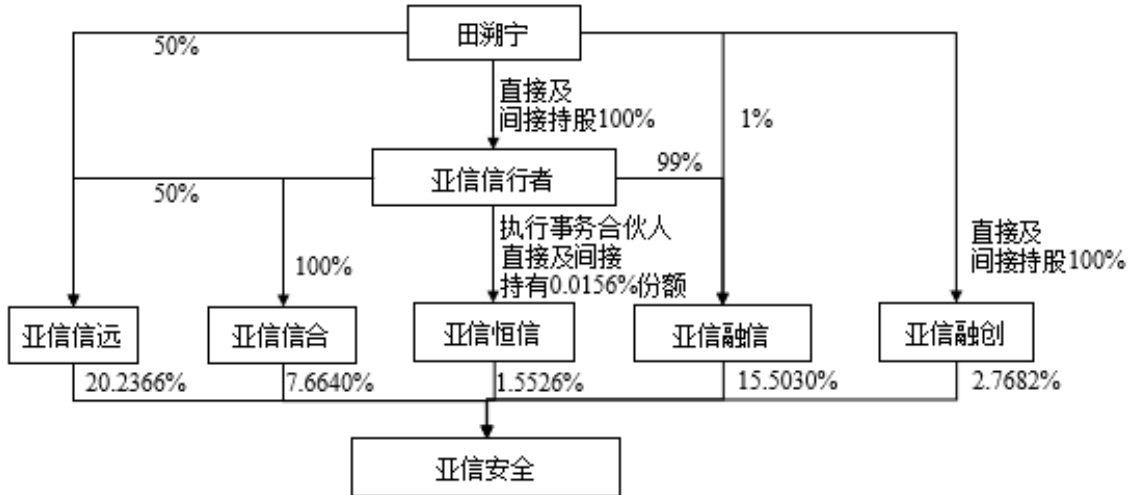 田溯宁
50%
直接及
间接持股100%
1%
亚信信行者
99%
50%
执行事务合伙人
直接及间接
持有0.0156%份额
100%
直接及
间接持股100%
亚信信远
亚信信合
亚信恒信
亚信融信
亚信融创
20.2366%
7.6640%
1.5526%
15.5030%
2.7682%
亚信安全